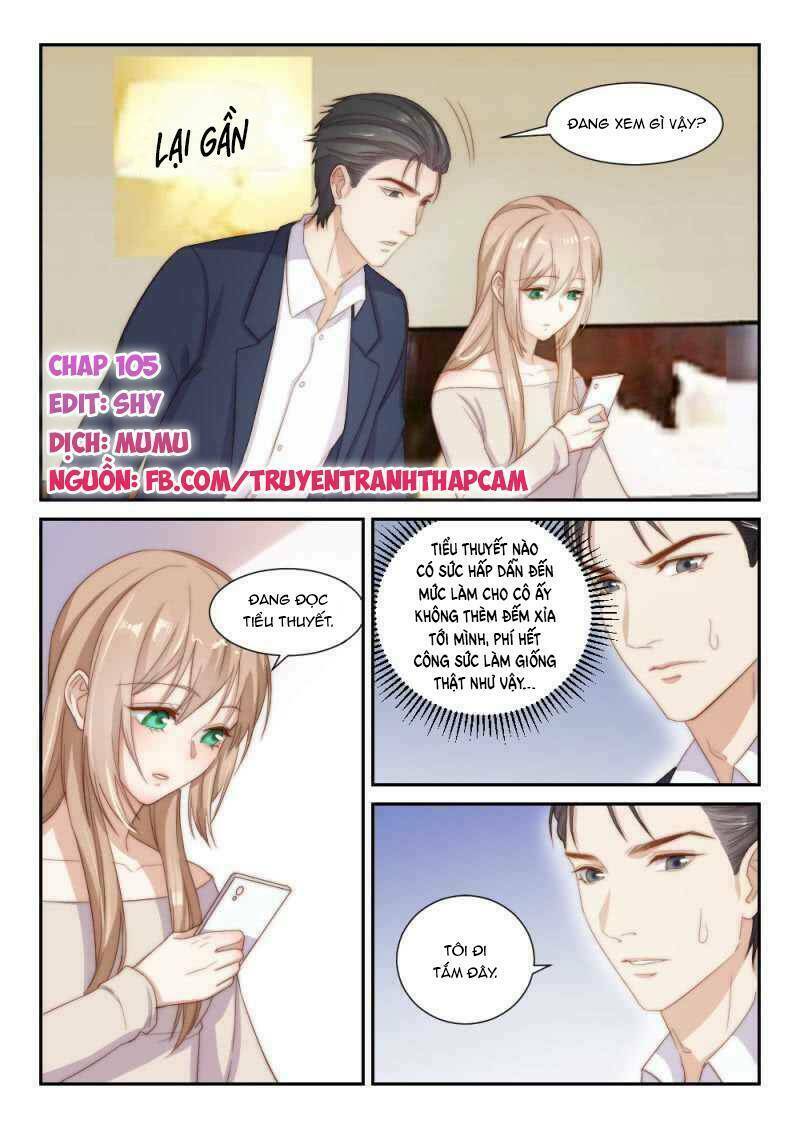 LẠI GẦN
ĐANG XEM GÌ VẬY?
CHAP 105
EDIT: SHY
DỊCH: MUMU
NGUỒN: FB.COM/TRUYENTRANHTHAPCAM
ĐANG ĐỌC
TIỂU THUYẾT.
TIỂU THUYẾT NÀO
CÓ SỨC HẤP DẪN ĐẾN
MỨC LÀM CHO CÔ ẤY
KHÔNG THÈM ĐẾM XỈA
TỚI MÌNH, PHÍ HẾT
CÔNG SỨC LÀM GIỐNG
THẬT NHƯ VẬY...
TÔI ĐI
TẮM ĐÂY.